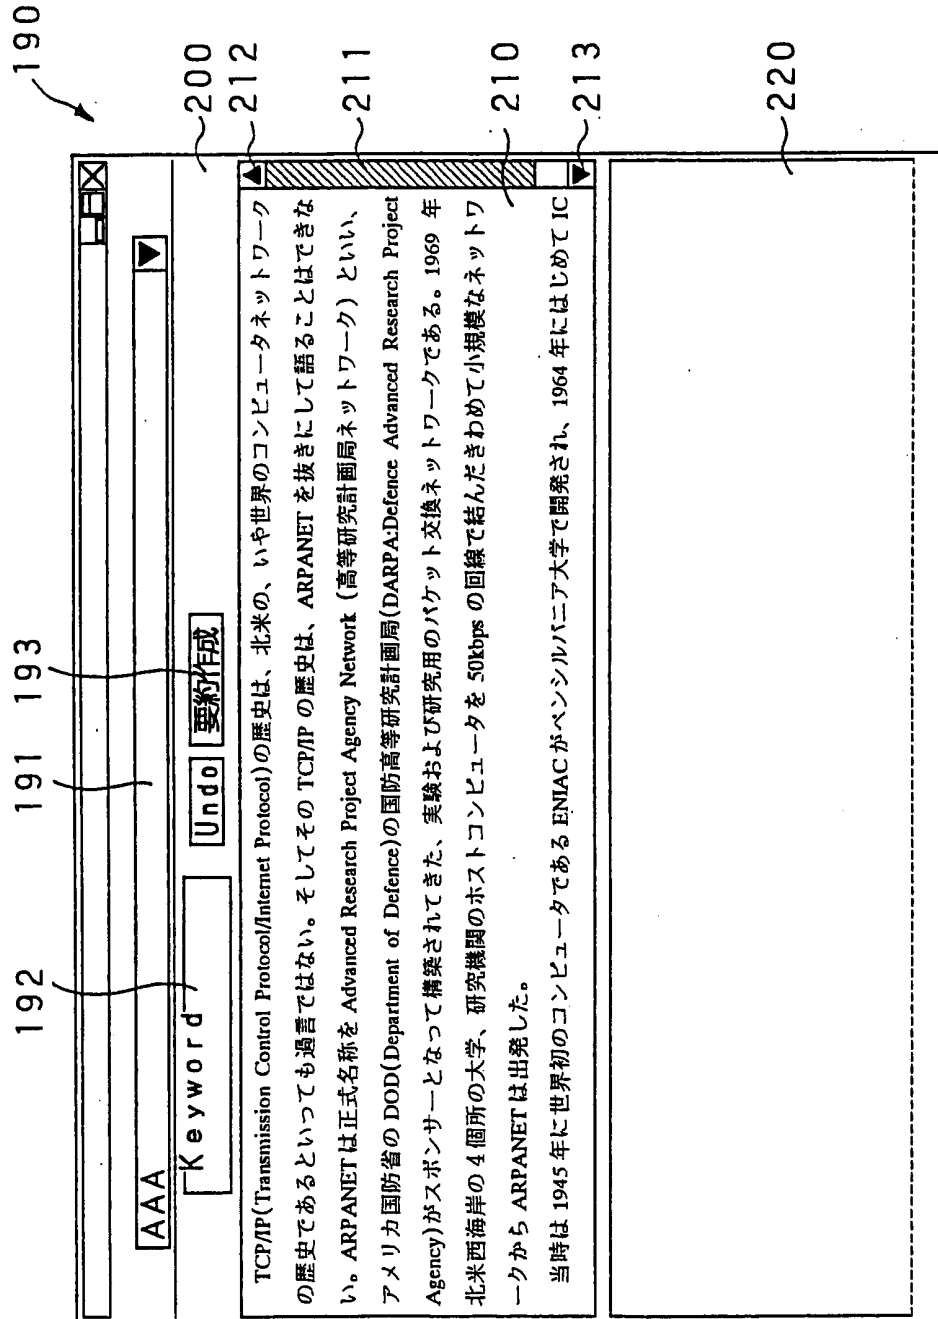 190
192
191
193
AAA
Keyword
Undo
要約作成
200
212
211
210
213
220
TCP/IP(Transmission Control Protocol/Internet Protocol)の歴史は、北米の、いや世界のコンピュータネットワーク
の歴史であるといっても過言ではない。そしてその TCP/IP の歴史は、ARPANET を抜きにして語ることはできな
い。ARPANET は正式名称を Advanced Research Project Agency Network（高等研究計画局ネットワーク）といい、
アメリカ国防省の DOD(Department of Defence)の国防高等研究計画局(DARPA:Defence Advanced Research Project
Agency)がスポンサーとなって構築されてきた、実験および研究用のパケット交換ネットワークである。1969 年
北米西海岸の 4 個所の大学、研究機関のホストコンピュータを 50kbps の回線で結んだきわめて小規模なネットワ
ークから ARPANET は出発した。
当時は 1945 年に世界初のコンピュータである ENIAC がペンシルバニア大学で開発され、1964 年にはじめて IC